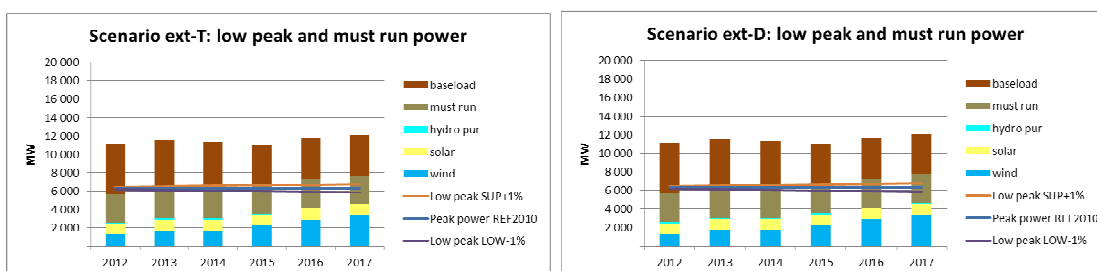 Scenario ext-T: low peak and must run power
20 000
18 000
16 000
14 000
12 000
10 000
8 000
6 000
4 000
2 000
MW
2012 2013 2014 2015 2016 2017
baseload
must run
hydro pur
solar
wind
Low peak SUP+1%
Peak power REF2010
Low peak LOW-1%
Scenario ext-D: low peak and must run power
20 000
18 000
16 000
14 000
12 000
10 000
8 000
6 000
4 000
2 000
MW
2012 2013 2014 2015 2016 2017
baseload
must run
hydro pur
solar
wind
Low peak SUP+1%
Peak power REF2010
Low peak LOW-1%